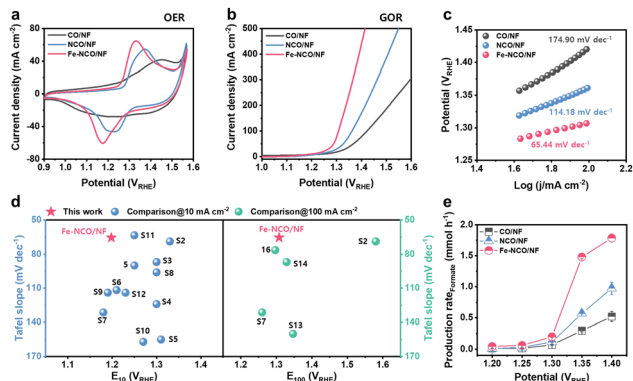 a
OER
CO/NF
NCO/NF
Fe-NCO/NF
Current density (mA cm⁻²)
80
40
0
-40
-80
0.9 1.0 1.1 1.2 1.3 1.4 1.5 1.6
Potential (V_RHE)
b
GOR
CO/NF
NCO/NF
Fe-NCO/NF
Current density (mA cm⁻²)
500
400
300
200
100
0
1.0 1.1 1.2 1.3 1.4 1.5 1.6
Potential (V_RHE)
c
CO/NF
NCO/NF
Fe-NCO/NF
174.90 mV dec⁻¹
114.18 mV dec⁻¹
65.44 mV dec⁻¹
Potential (V_RHE)
1.45
1.40
1.35
1.30
1.25
1.4 1.6 1.8 2.0 2.2
Log (j/mA cm⁻²)
d
This work
Comparison@10 mA cm⁻²
Comparison@100 mA cm⁻²
Tafel slope (mV dec⁻¹)
50
80
110
140
170
Fe-NCO/NF
S11
S2
5
S3
S8
S6
S9
S12
S4
S7
S10
S5
1.1 1.2 1.3 1.4
E₁₀ (V_RHE)
Fe-NCO/NF
S2
16
S14
S7
S13
1.2 1.3 1.4 1.5 1.6
E₁₀₀ (V_RHE)
50
80
110
140
170
Tafel slope (mV dec⁻¹)
e
CO/NF
NCO/NF
Fe-NCO/NF
Production rate_Formate (mmol h⁻¹)
2.0
1.5
1.0
0.5
0.0
1.20 1.25 1.30 1.35 1.40
Potential (V_RHE)